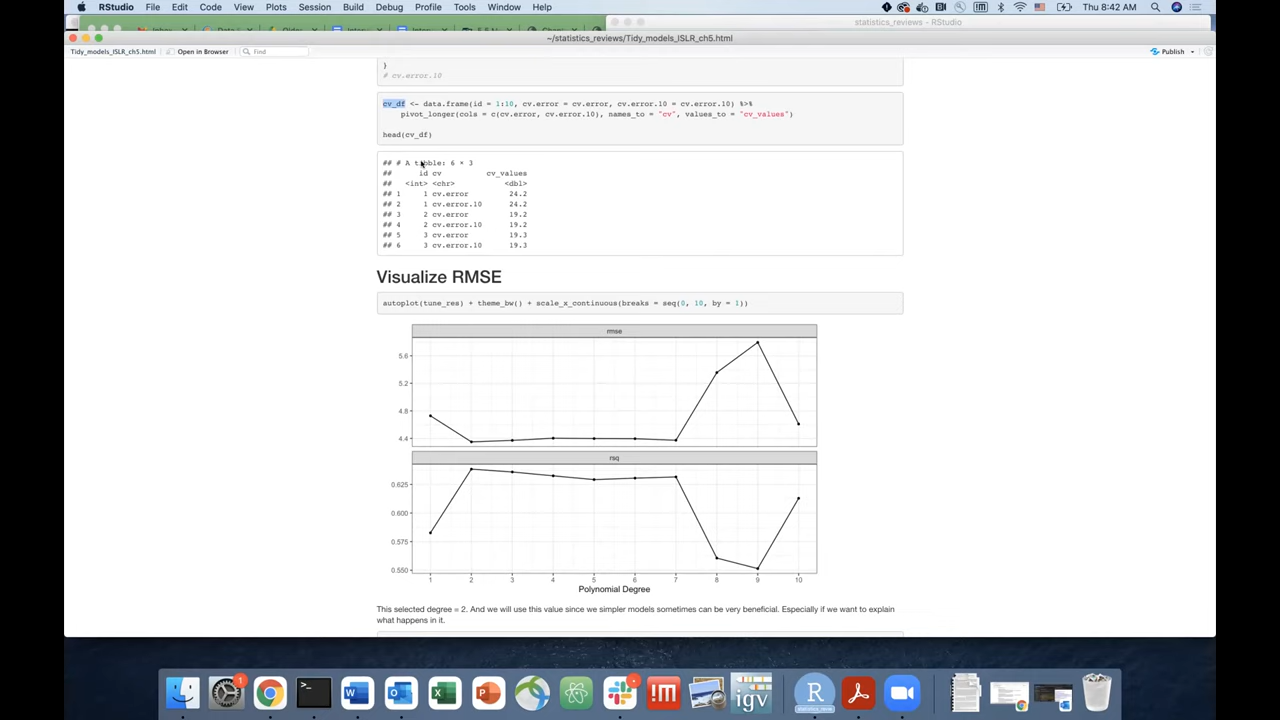 RStudio File Edit Code View Plots Session Build Debug Profile Tools Window Help Thu 8:42 AM
statistics_reviews - RStudio
~/statistics_reviews/Tidy_models_ISLR_ch5.html
Tidy_models_ISLR_ch5.html Open in Browser Find Publish
}
# cv.error.10
cv_df <- data.frame(id = 1:10, cv.error = cv.error, cv.error.10 = cv.error.10) %>%
pivot_longer(cols = c(cv.error, cv.error.10), names_to = "cv", values_to = "cv_values")
head(cv_df)
## # A tibble: 6 × 3
## id cv cv_values
## <int> <chr> <dbl>
## 1 1 cv.error 24.2
## 2 1 cv.error.10 24.2
## 3 2 cv.error 19.2
## 4 2 cv.error.10 19.2
## 5 3 cv.error 19.3
## 6 3 cv.error.10 19.3
Visualize RMSE
autoplot(tune_res) + theme_bw() + scale_x_continuous(breaks = seq(0, 10, by = 1))
rmse
5.6
5.2
4.8
4.4
rsq
0.625
0.600
0.575
0.550
1 2 3 4 5 6 7 8 9 10
Polynomial Degree
This selected degree = 2. And we will use this value since we simpler models sometimes can be very beneficial. Especially if we want to explain
what happens in it.
1
igv
statistics_revie